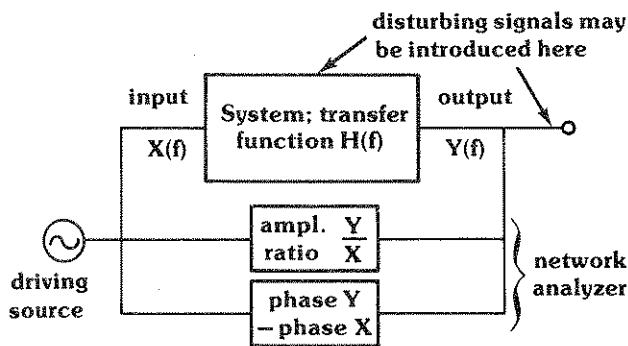 disturbing signals may
be introduced here
input
X(f)
System; transfer
function H(f)
output
Y(f)
driving
source
ampl. Y
ratio X
phase Y
– phase X
network
analyzer